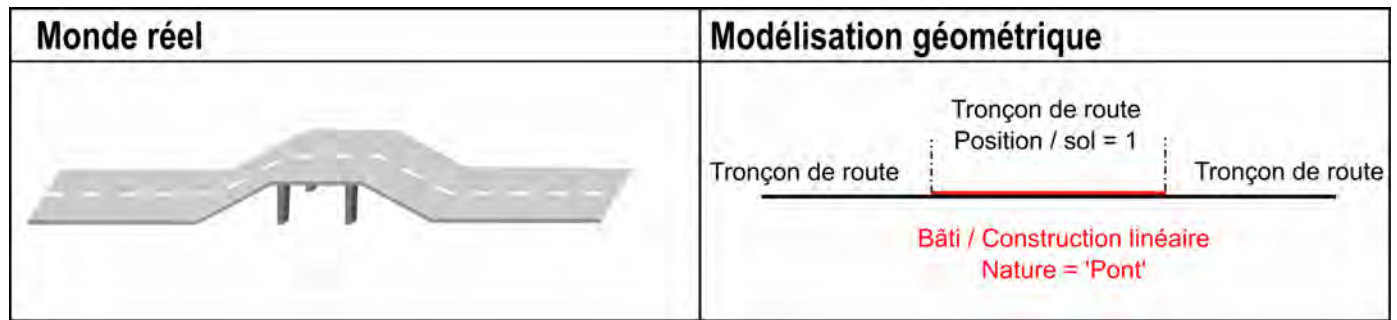 Monde réel
Modélisation géométrique
Tronçon de route
Position / sol = 1
Tronçon de route
Tronçon de route
Bâti / Construction linéaire
Nature = 'Pont'